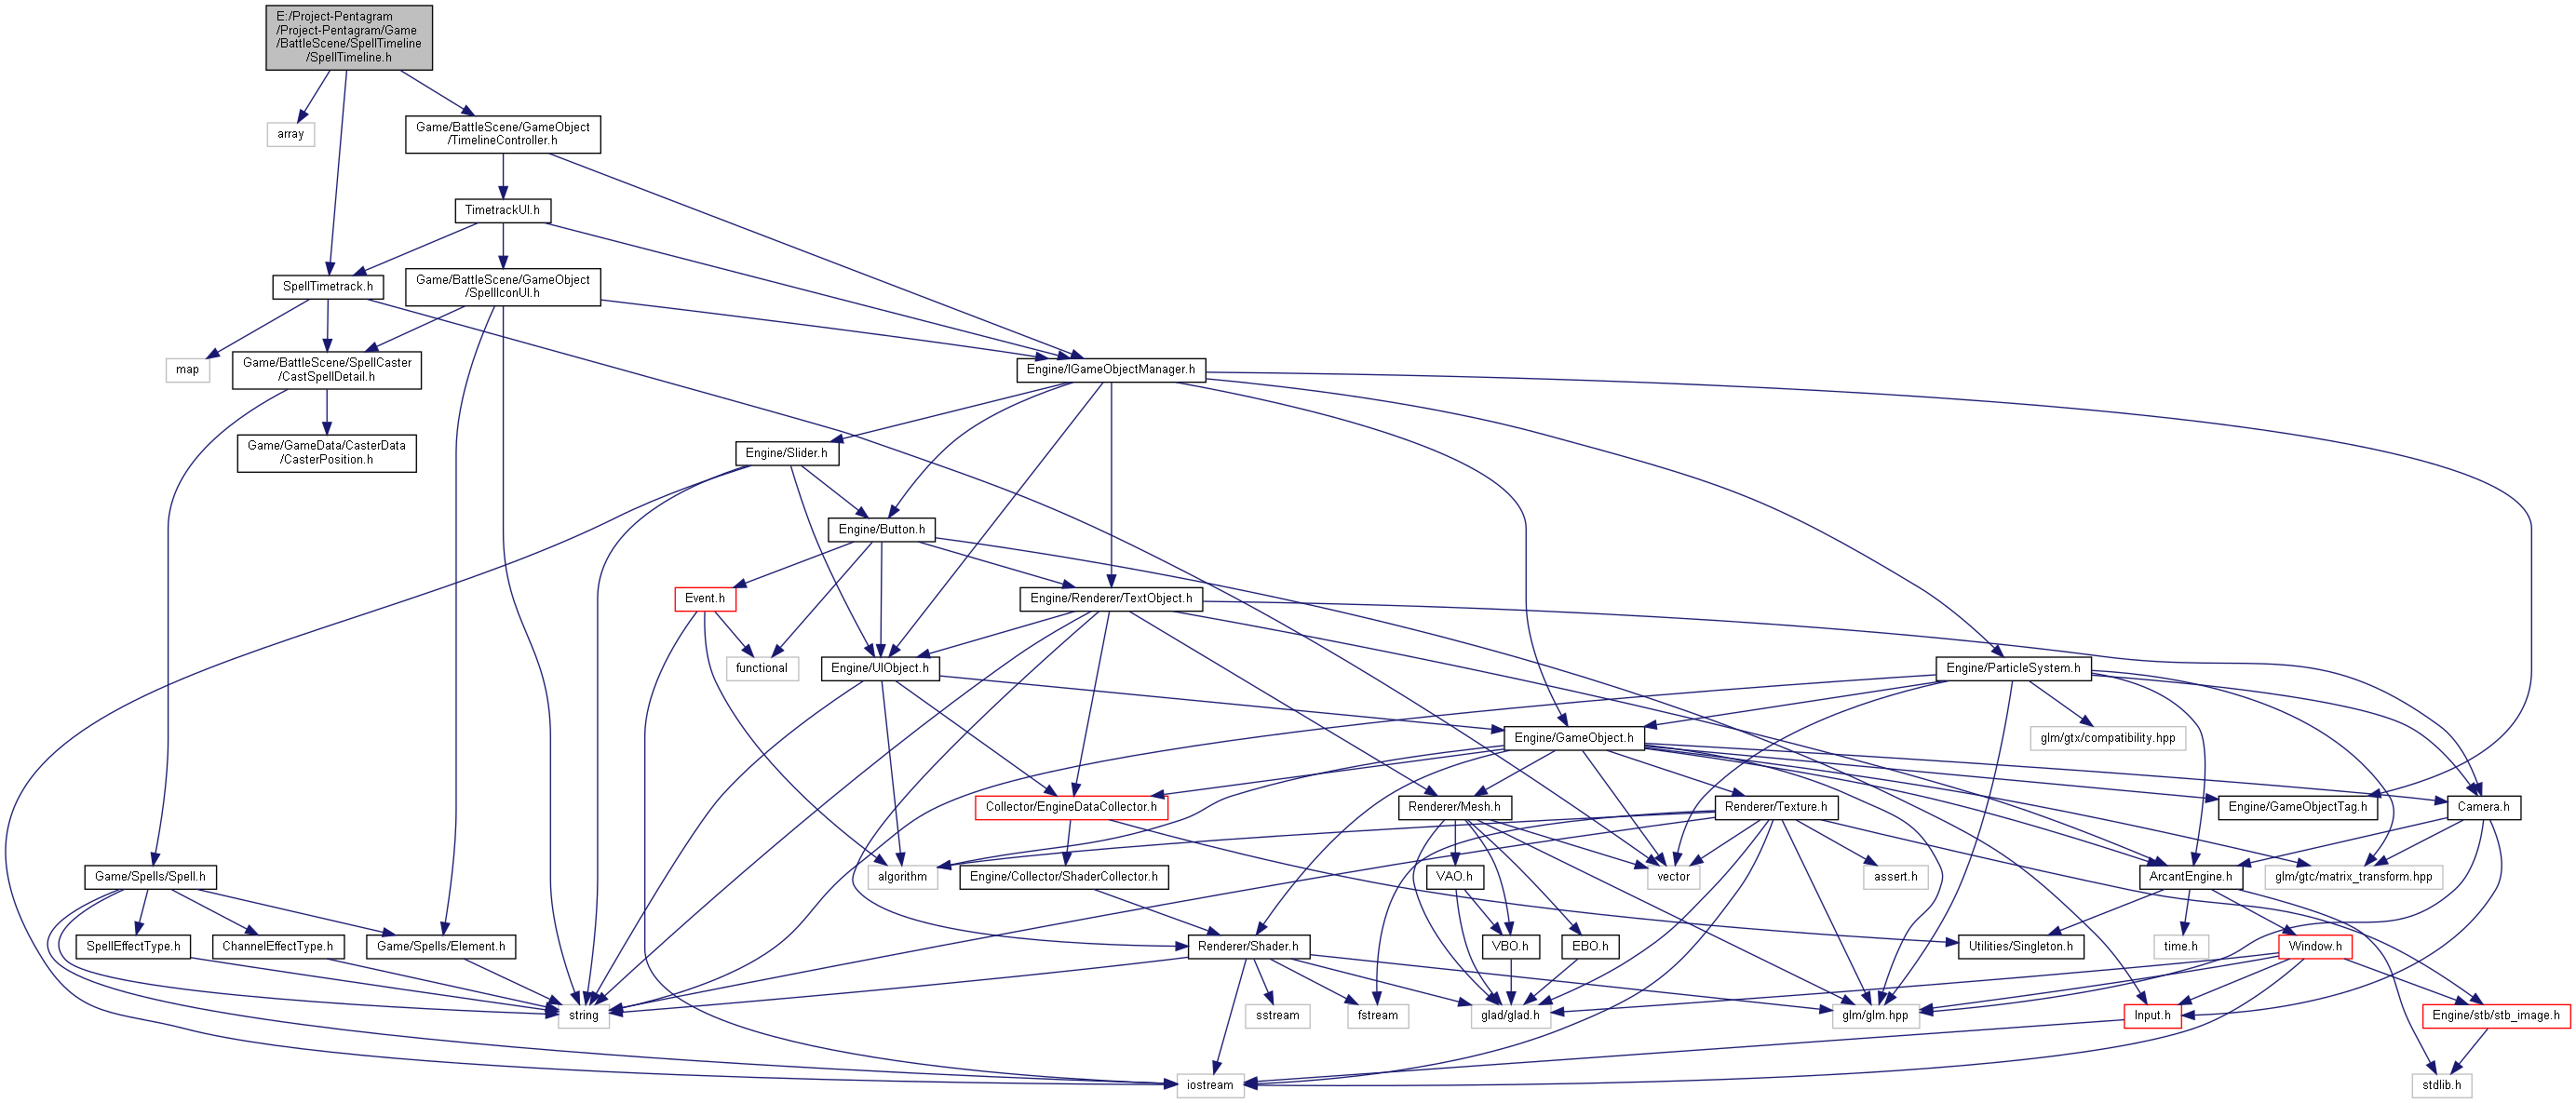 E:/Project-Pentagram
/Project-Pentagram/Game
/BattleScene/SpellTimeline
/SpellTimeline.h
array
Game/BattleScene/GameObject
/TimelineController.h
TimetrackUI.h
SpellTimetrack.h
Game/BattleScene/GameObject
/SpellIconUI.h
map
Game/BattleScene/SpellCaster
/CastSpellDetail.h
Engine/IGameObjectManager.h
Game/GameData/CasterData
/CasterPosition.h
Engine/Slider.h
Engine/Button.h
Event.h
Engine/Renderer/TextObject.h
functional
Engine/UIObject.h
Engine/ParticleSystem.h
Engine/GameObject.h
glm/gtx/compatibility.hpp
Collector/EngineDataCollector.h
Renderer/Mesh.h
Renderer/Texture.h
Engine/GameObjectTag.h
Camera.h
Game/Spells/Spell.h
algorithm
Engine/Collector/ShaderCollector.h
VAO.h
vector
assert.h
ArcantEngine.h
glm/gtc/matrix_transform.hpp
SpellEffectType.h
ChannelEffectType.h
Game/Spells/Element.h
Renderer/Shader.h
VBO.h
EBO.h
Utilities/Singleton.h
time.h
Window.h
string
sstream
fstream
glad/glad.h
glm/glm.hpp
Input.h
Engine/stb/stb_image.h
iostream
stdlib.h